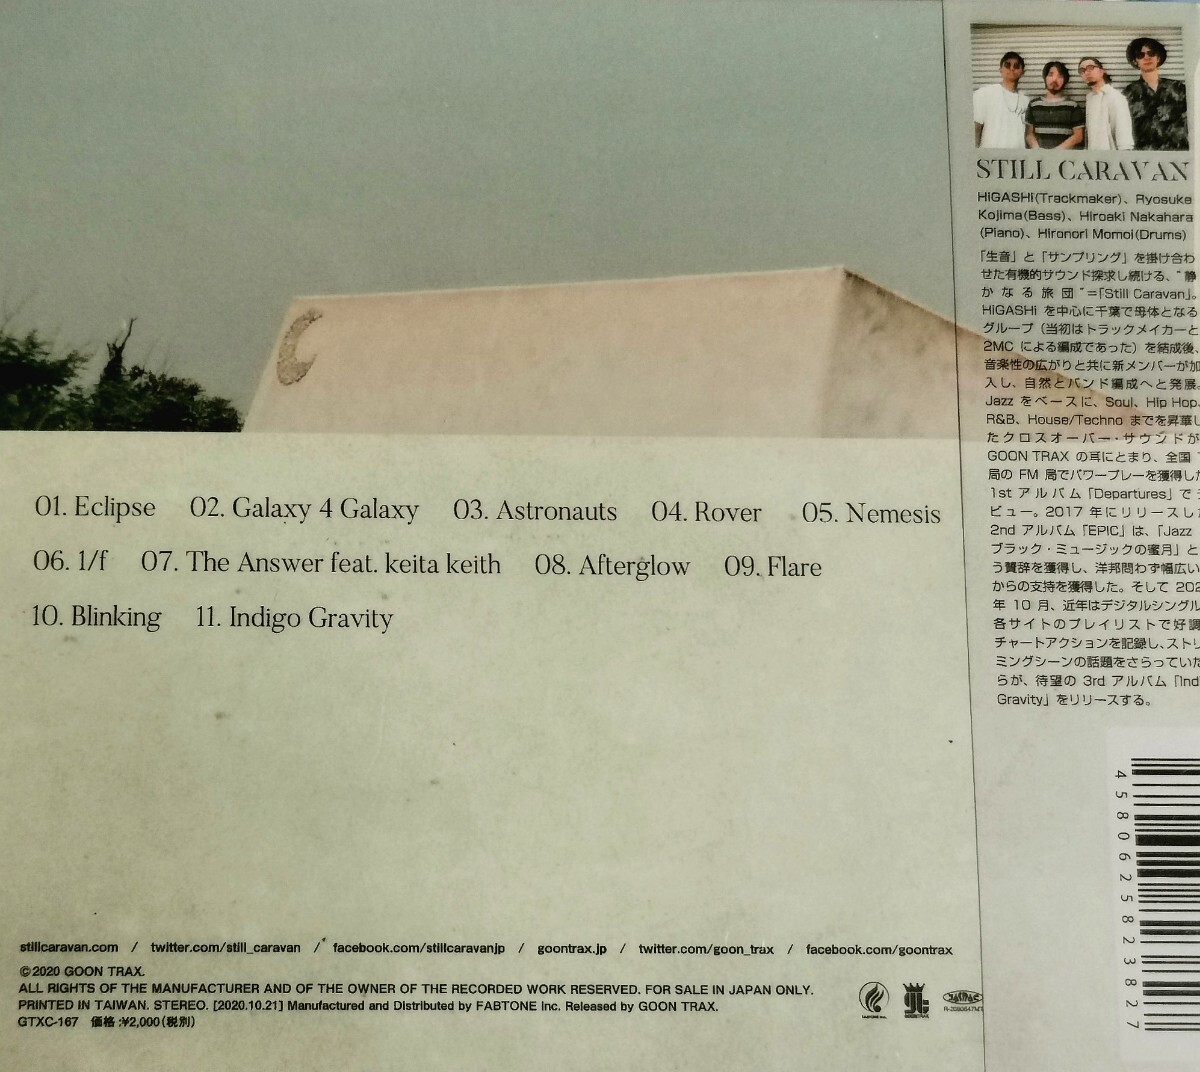 01. Eclipse 02. Galaxy 4 Galaxy 03. Astronauts 04. Rover 05. Nemesis
06. 1/f 07. The Answer feat. keita keith 08. Afterglow 09. Flare
10. Blinking 11. Indigo Gravity
stillcaravan.com / twitter.com/still_caravan / facebook.com/stillcaravanjp / goontrax.jp / twitter.com/goon_trax / facebook.com/goontrax
©2020 GOON TRAX.
ALL RIGHTS OF THE MANUFACTURER AND OF THE OWNER OF THE RECORDED WORK RESERVED. FOR SALE IN JAPAN ONLY.
PRINTED IN TAIWAN. STEREO. [2020.10.21] Manufactured and Distributed by FABTONE Inc. Released by GOON TRAX.
GTXC-167 価格:¥2,000(税別)
FABTONE Inc.
GOONTRAX
STILL CARAVAN
HiGASHI(Trackmaker)、Ryosuke
Kojima(Bass)、Hiroaki Nakahara
(Piano)、Hironori Momoi(Drums)
「生音」と「サンプリング」を掛け合わ
せた有機的サウンド探求し続ける、"静
かなる旅団"=「Still Caravan」。
HiGASHI を中心に千葉で母体となる
グループ(当初はトラックメイカーと
2MC による編成であった)を結成後、
音楽性の広がりと共に新メンバーが加
入し、自然とバンド編成へと発展。
Jazz をベースに、Soul、Hip Hop、
R&B、House/Techno までを昇華し
たクロスオーバー・サウンドが
GOON TRAX の耳にとまり、全国
局の FM 局でパワープレーを獲得した
1st アルバム「Departures」で
ビュー。2017 年にリリースした
2nd アルバム「EPIC」は、「Jazz
ブラック・ミュージックの蜜月」と
う賛辞を獲得し、洋邦問わず幅広い
からの支持を獲得した。そして 202
年 10 月、近年はデジタルシングル
各サイトのプレイリストで好調
チャートアクションを記録し、ストリ
ミングシーンの話題をさらっていた
らが、待望の 3rd アルバム「Ind
Gravity」をリリースする。
4580625823827